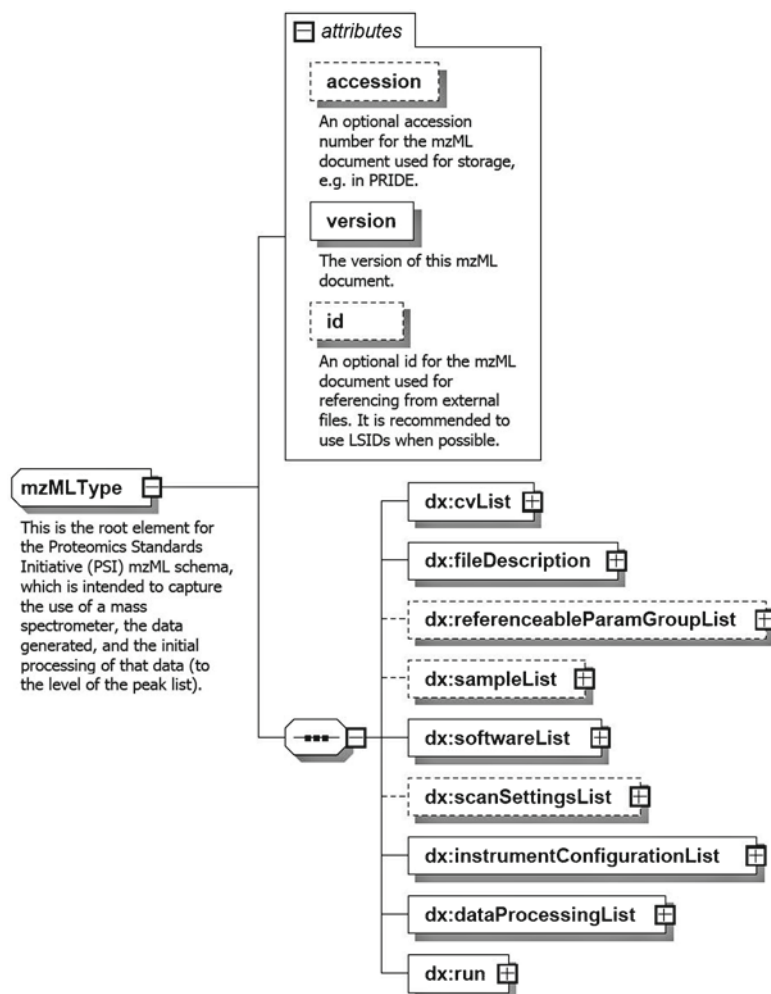 attributes
accession
An optional accession
number for the mzML
document used for storage,
e.g. in PRIDE.
version
The version of this mzML
document.
id
An optional id for the mzML
document used for
referencing from external
files. It is recommended to
use LSIDs when possible.
mzMLType
This is the root element for
the Proteomics Standards
Initiative (PSI) mzML schema,
which is intended to capture
the use of a mass
spectrometer, the data
generated, and the initial
processing of that data (to
the level of the peak list).
dx:cvList
dx:fileDescription
dx:referenceableParamGroupList
dx:sampleList
dx:softwareList
dx:scanSettingsList
dx:instrumentConfigurationList
dx:dataProcessingList
dx:run